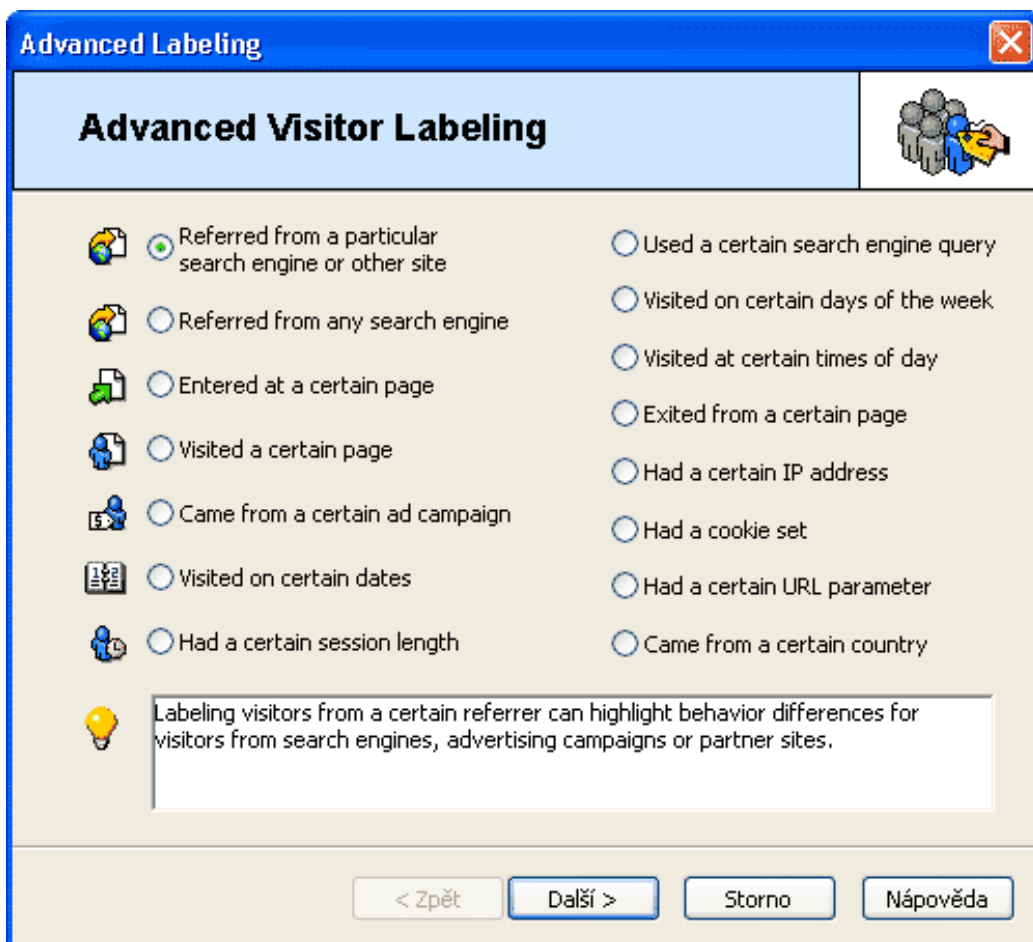 Advanced Labeling
Advanced Visitor Labeling
Referred from a particular
search engine or other site
Referred from any search engine
Entered at a certain page
Visited a certain page
Came from a certain ad campaign
Visited on certain dates
Had a certain session length
Used a certain search engine query
Visited on certain days of the week
Visited at certain times of day
Exited from a certain page
Had a certain IP address
Had a cookie set
Had a certain URL parameter
Came from a certain country
Labeling visitors from a certain referrer can highlight behavior differences for
visitors from search engines, advertising campaigns or partner sites.
< Zpět
Další >
Storno
Nápověda